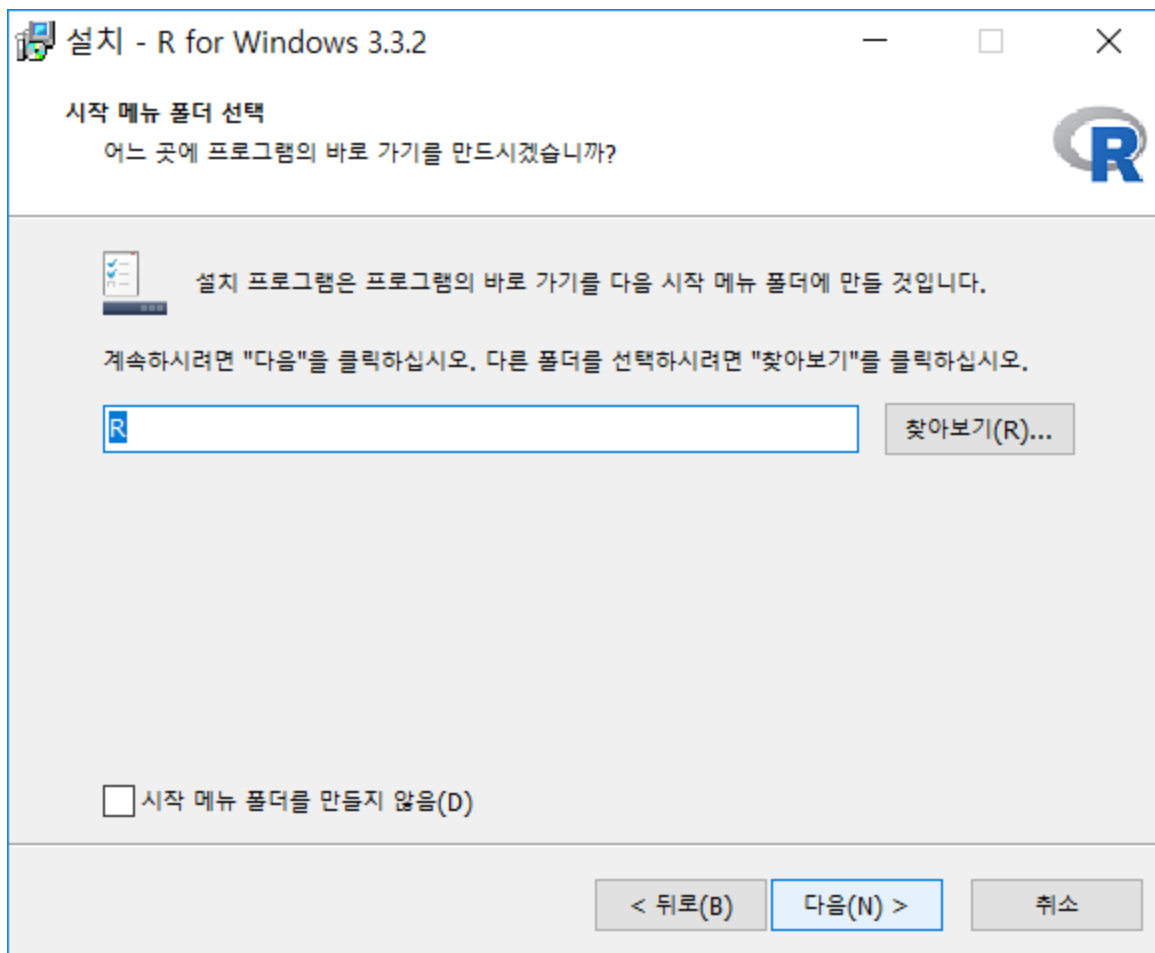 설치 - R for Windows 3.3.2
시작 메뉴 폴더 선택
어느 곳에 프로그램의 바로 가기를 만드시겠습니까?
R
설치 프로그램은 프로그램의 바로 가기를 다음 시작 메뉴 폴더에 만들 것입니다.
계속하시려면 "다음"을 클릭하십시오. 다른 폴더를 선택하시려면 "찾아보기"를 클릭하십시오.
R
찾아보기(R)...
시작 메뉴 폴더를 만들지 않음(D)
< 뒤로(B)
다음(N) >
취소